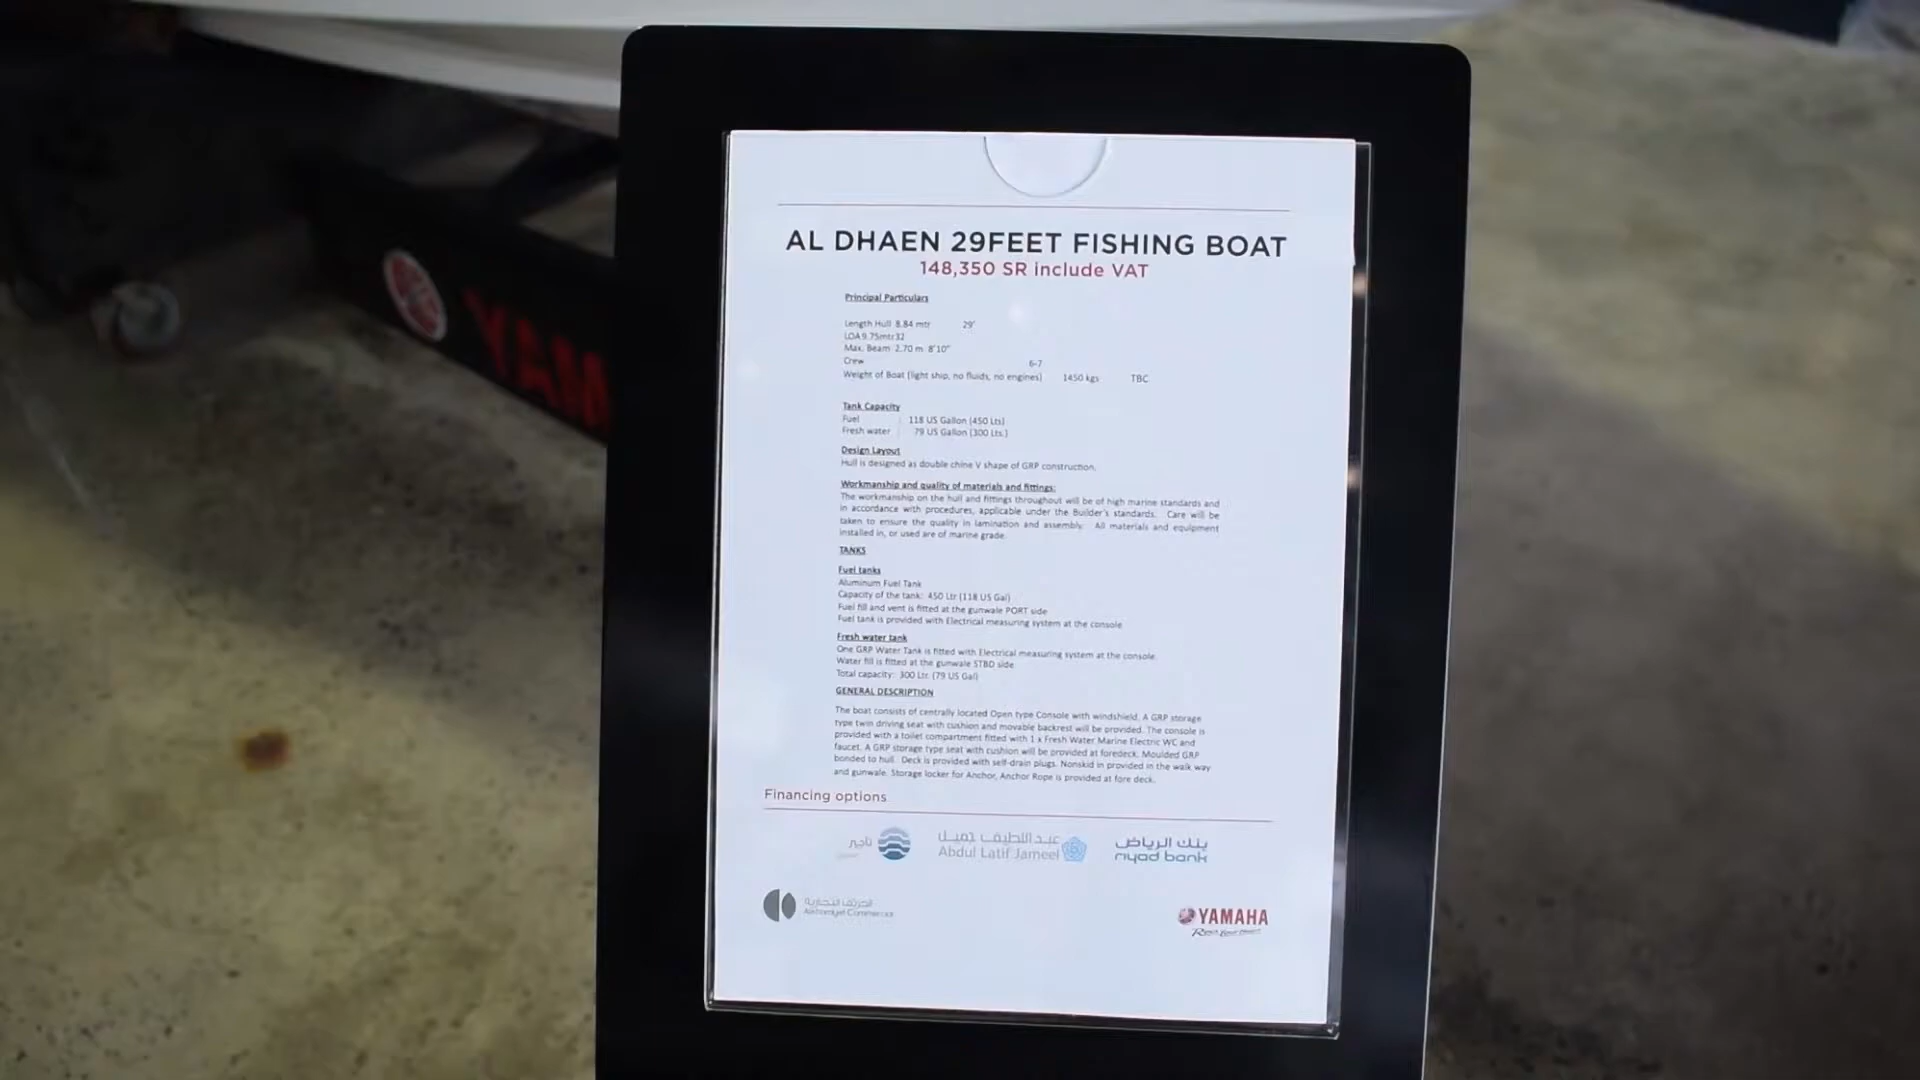 AL DHAEN 29FEET FISHING BOAT
148,350 SR include VAT
Principal Particulars
Length Hull 8.84 mtr 29'
LOA 9.75mtr32
Max. Beam 2.70 m 8'10"
Crew 6-7
Weight of Boat (light ship, no fluids, no engines) 1450 kgs TBC
Tank Capacity
Fuel : 118 US Gallon (450 Lts)
Fresh water : 79 US Gallon (300 Lts.)
Design Layout
Hull is designed as double chine V shape of GRP construction.
Workmanship and quality of materials and fittings:
The workmanship on the hull and fittings throughout will be of high marine standards and
in accordance with procedures, applicable under the Builder's standards. Care will be
taken to ensure the quality in lamination and assembly. All materials and equipment
installed in, or used are of marine grade.
TANKS
Fuel tanks
Aluminum Fuel Tank
Capacity of the tank: 450 Ltr (118 US Gal)
Fuel fill and vent is fitted at the gunwale PORT side
Fuel tank is provided with Electrical measuring system at the console
Fresh water tank
One GRP Water Tank is fitted with Electrical measuring system at the console.
Water fill is fitted at the gunwale STBD side
Total capacity: 300 Ltr. (79 US Gal)
GENERAL DESCRIPTION
The boat consists of centrally located Open type Console with windshield. A GRP storage
type twin driving seat with cushion and movable backrest will be provided. The console is
provided with a toilet compartment fitted with 1 x Fresh Water Marine Electric WC and
faucet. A GRP storage type seat with cushion will be provided at foredeck. Moulded GRP
bonded to hull. Deck is provided with self-drain plugs. Nonskid in provided in the walk way
and gunwale. Storage locker for Anchor, Anchor Rope is provided at fore deck.
Financing options
عبد اللطيف جميل
Abdul Latif Jameel
بنك الرياض
riyad bank
YAMAHA
YAM